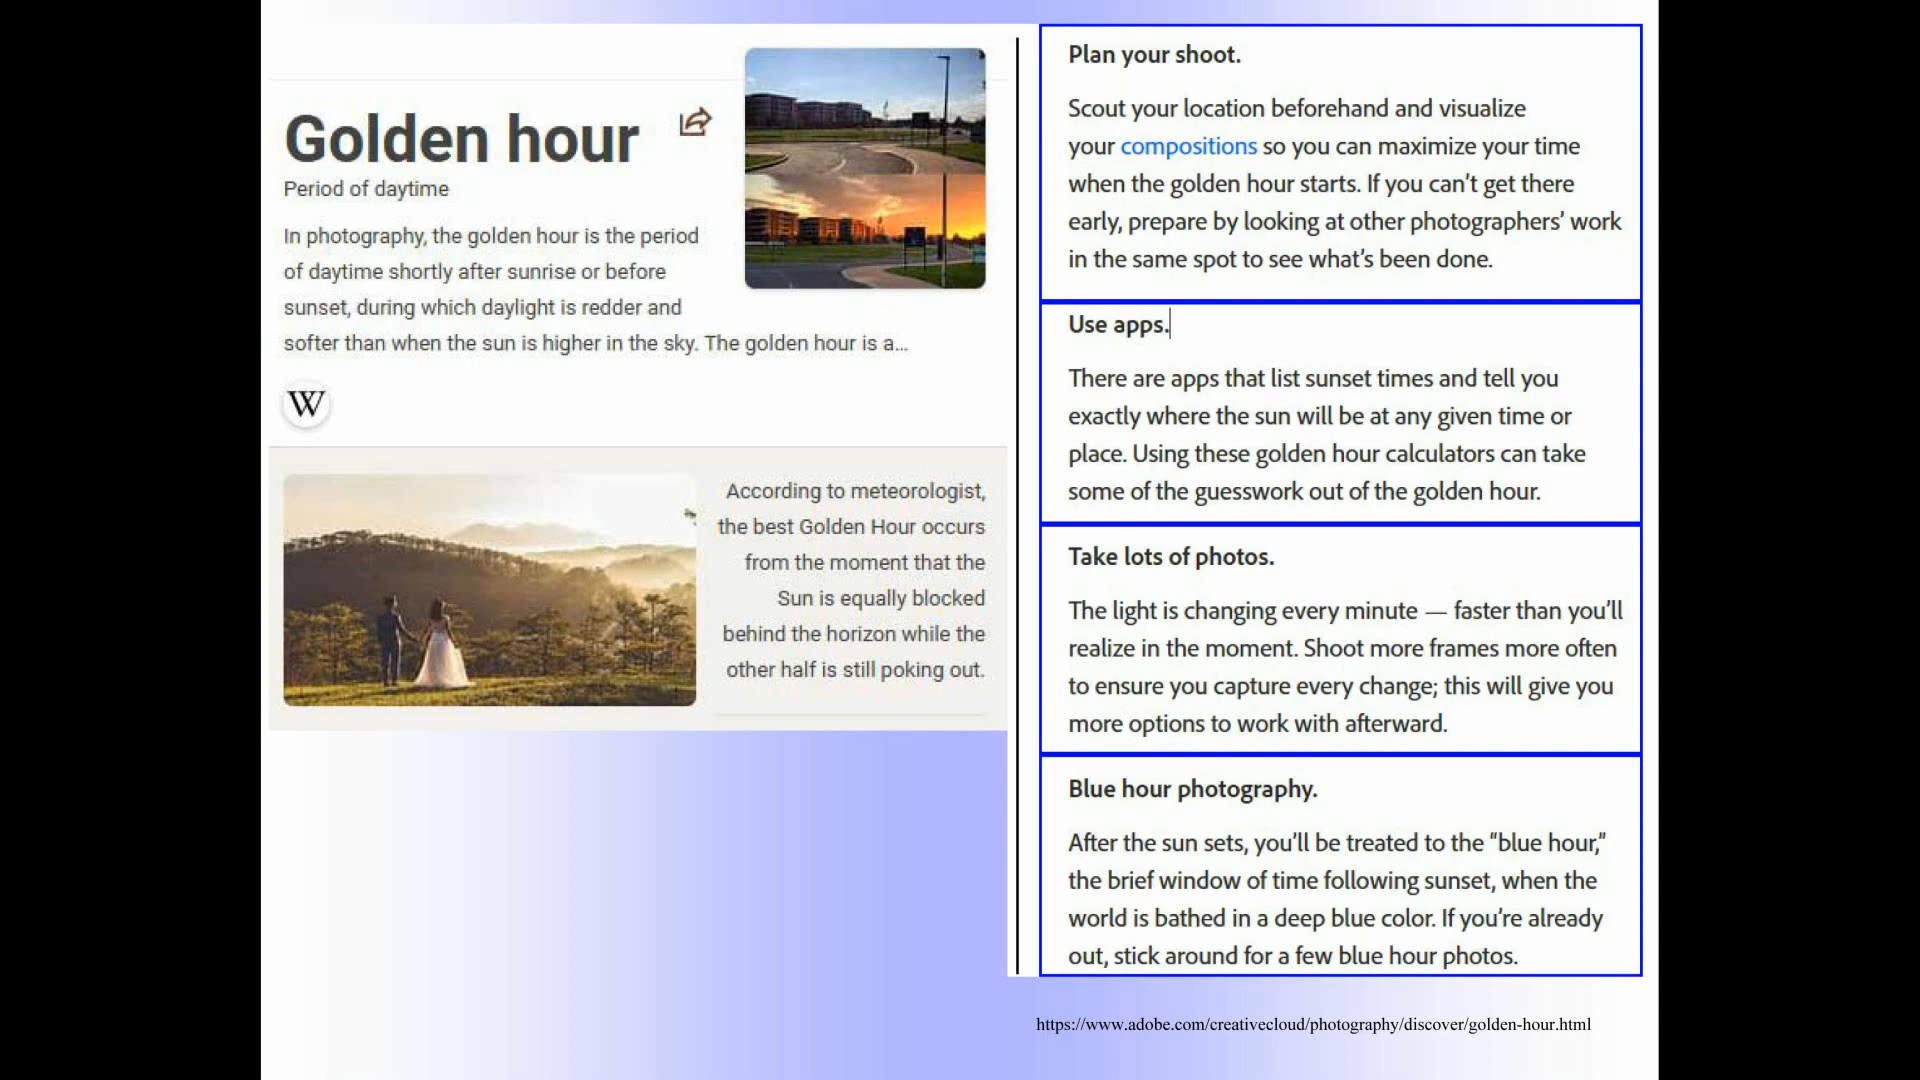 Golden hour
Period of daytime
In photography, the golden hour is the period
of daytime shortly after sunrise or before
sunset, during which daylight is redder and
softer than when the sun is higher in the sky. The golden hour is a...
W
According to meteorologist,
the best Golden Hour occurs
from the moment that the
Sun is equally blocked
behind the horizon while the
other half is still poking out.
Plan your shoot.
Scout your location beforehand and visualize
your compositions so you can maximize your time
when the golden hour starts. If you can’t get there
early, prepare by looking at other photographers’ work
in the same spot to see what’s been done.
Use apps.
There are apps that list sunset times and tell you
exactly where the sun will be at any given time or
place. Using these golden hour calculators can take
some of the guesswork out of the golden hour.
Take lots of photos.
The light is changing every minute — faster than you’ll
realize in the moment. Shoot more frames more often
to ensure you capture every change; this will give you
more options to work with afterward.
Blue hour photography.
After the sun sets, you’ll be treated to the “blue hour,”
the brief window of time following sunset, when the
world is bathed in a deep blue color. If you’re already
out, stick around for a few blue hour photos.
https://www.adobe.com/creativecloud/photography/discover/golden-hour.html